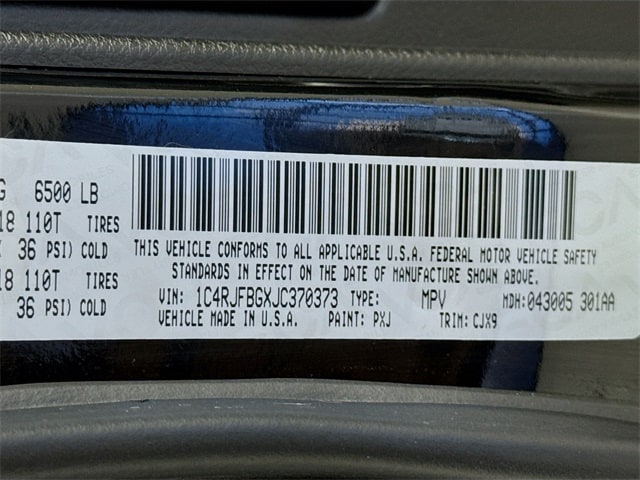 G 6500 LB
18 110T TIRES
36 PSI) COLD
18 110T TIRES
36 PSI) COLD
THIS VEHICLE CONFORMS TO ALL APPLICABLE U.S.A. FEDERAL MOTOR VEHICLE SAFETY
STANDARDS IN EFFECT ON THE DATE OF MANUFACTURE SHOWN ABOVE.
VIN: 1C4RJFBGXJC370373 TYPE: MPV MDH: 043005 301AA
VEHICLE MADE IN U.S.A. PAINT: PXJ TRIM: CJX9